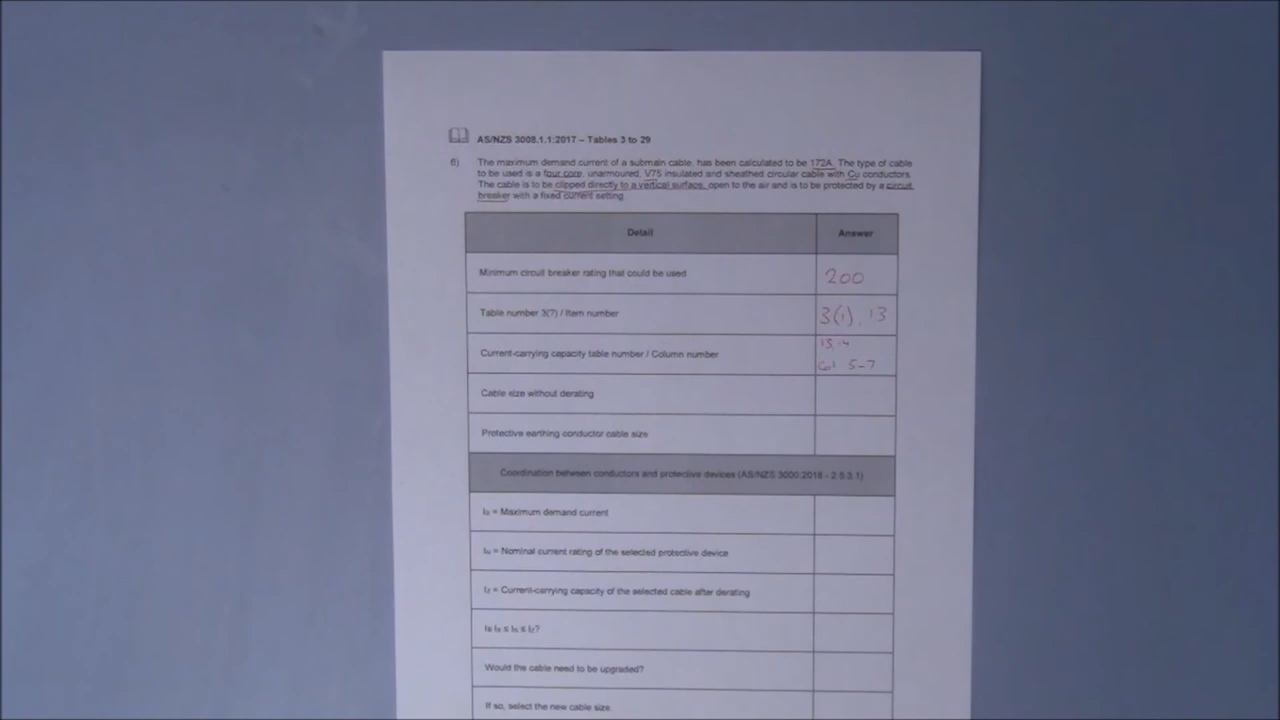 AS/NZS 3008.1.1:2017 – Tables 3 to 29
6) The maximum demand current of a submain cable, has been calculated to be 172A. The type of cable
to be used is a four core, unarmoured, V75 insulated and sheathed circular cable with Cu conductors.
The cable is to be clipped directly to a vertical surface, open to the air and is to be protected by a circuit
breaker with a fixed current setting.
Detail Answer
Minimum circuit breaker rating that could be used 200
Table number 3(?) / Item number 3(1), 13
Current-carrying capacity table number / Column number
Col 5-7
Cable size without derating
Protective earthing conductor cable size
Coordination between conductors and protective devices (AS/NZS 3000:2018 - 2.5.3.1)
= Maximum demand current
= Nominal current rating of the selected protective device
= Current-carrying capacity of the selected cable after derating
Would the cable need to be upgraded?
If so, select the new cable size.